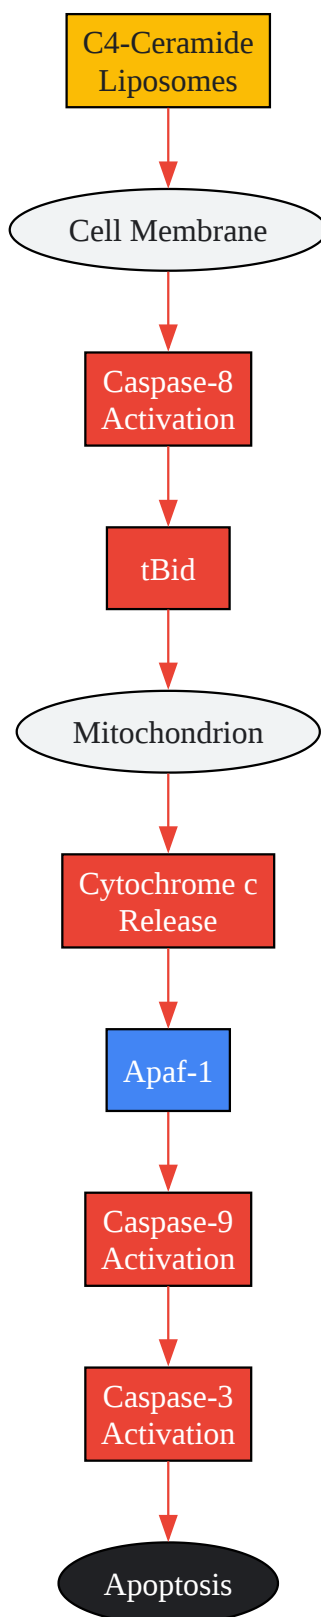 C4-Ceramide
Liposomes
Cell Membrane
Caspase-8
Activation
tBid
Mitochondrion
Cytochrome c
Release
Apaf-1
Caspase-9
Activation
Caspase-3
Activation
Apoptosis